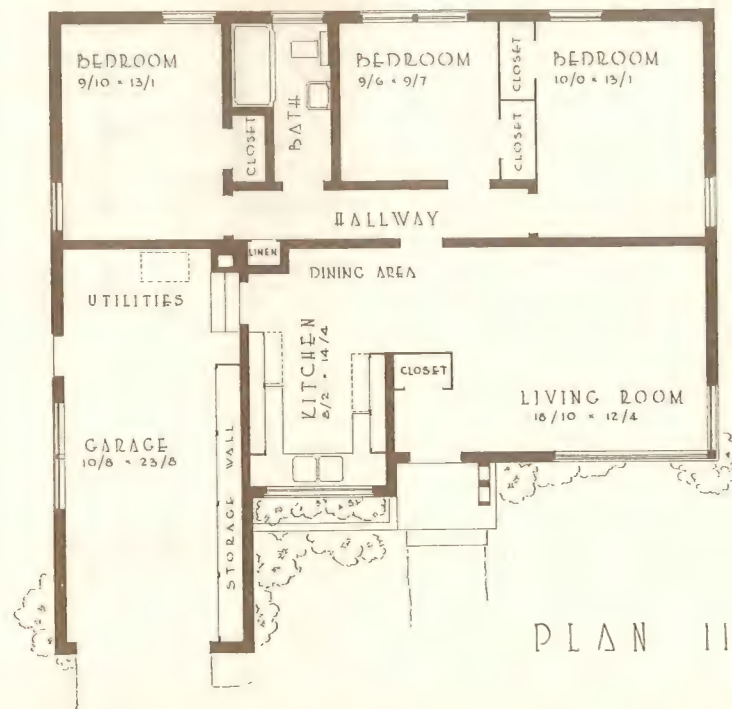 BEDROOM
9/10 × 13/1
BATH
CLOSET
BEDROOM
9/6 × 9/7
CLOSET
CLOSET
BEDROOM
10/0 × 13/1
HALLWAY
LINEN
DINING AREA
UTILITIES
KITCHEN
8/2 × 14/4
CLOSET
LIVING ROOM
18/10 × 12/4
GARAGE
10/8 × 23/8
STORAGE WALL
PLAN 11